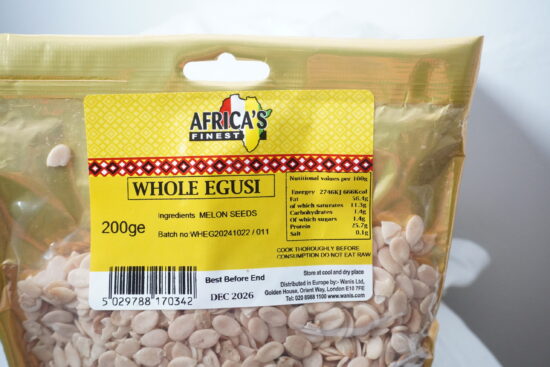 AFRICA'S
FINEST
WHOLE EGUSI
200ge
Ingredients MELON SEEDS
Batch no:WHEG20241022 / 011
Nutritional values per 100g
Energey 2746KJ 666Kcal
Fat 56.4g
of which saturates 11.3g
Carbohydrates 1.4g
Of which sugars 1.4g
Protein 25.7g
Salt 0.1g
COOK THOROUGHLY BEFORE
CONSUMPTION DO NOT EAT RAW
5 029788 170342
Best Before End
DEC 2026
Store at cool and dry place
Distributed in Europe by:- Wanis Ltd,
Golden House, Orient Way, London E10 7FE
Tel: 020 8988 1100 www.wanis.com